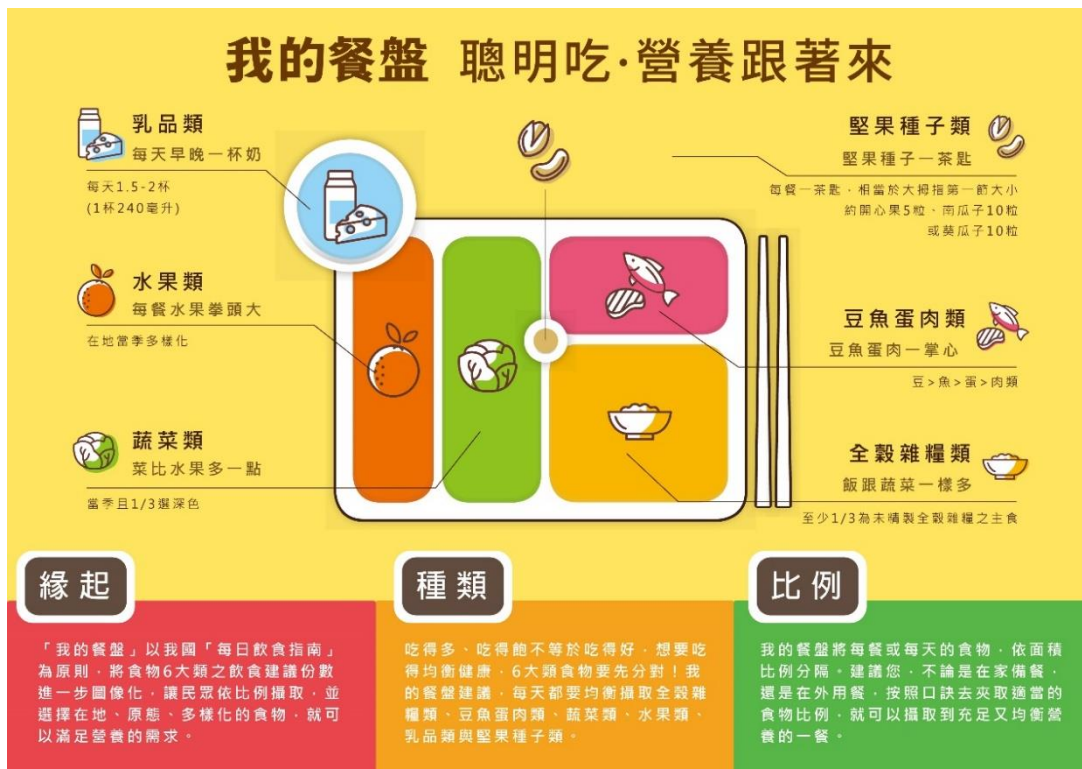 我的餐盤 聰明吃·營養跟著來
乳品類
每天早晚一杯奶
每天1.5-2杯
(1杯240毫升)
水果類
每餐水果拳頭大
在地當季多樣化
蔬菜類
菜比水果多一點
當季且1/3選深色
堅果種子類
堅果種子一茶匙
每餐一茶匙，相當於大拇指第一節大小
約開心果5粒、南瓜子10粒
或葵瓜子10粒
豆魚蛋肉類
豆魚蛋肉一掌心
豆>魚>蛋>肉類
全穀雜糧類
飯跟蔬菜一樣多
至少1/3為未精製全穀雜糧之主食
緣起
「我的餐盤」以我國「每日飲食指南」
為原則，將食物6大類之飲食建議份數
進一步圖像化，讓民眾依比例攝取，並
選擇在地、原態、多樣化的食物，就可
以滿足營養的需求。
種類
吃得多、吃得飽不等於吃得好，想要吃
得均衡健康，6大類食物要先分對！我
的餐盤建議，每天都要均衡攝取全穀雜
糧類、豆魚蛋肉類、蔬菜類、水果類、
乳品類與堅果種子類。
比例
我的餐盤將每餐或每天的食物，依面積
比例分隔。建議您，不論是在家備餐，
還是在外用餐，按照口訣去夾取適當的
食物比例，就可以攝取到充足又均衡營
養的一餐。